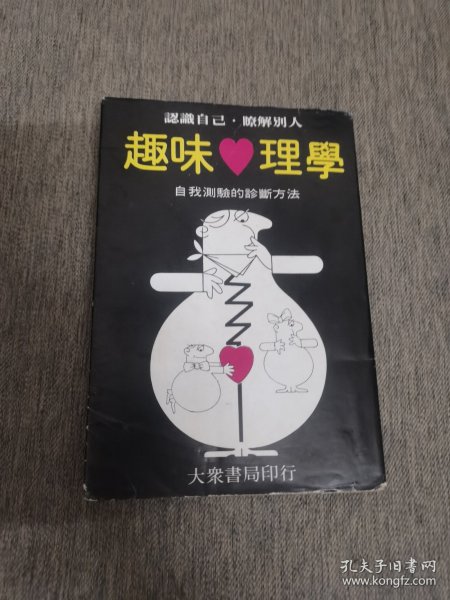 認識自己·瞭解別人
趣味♥理學
自我測驗的診斷方法
大衆書局印行
孔夫子旧书网
www.kongfz.com